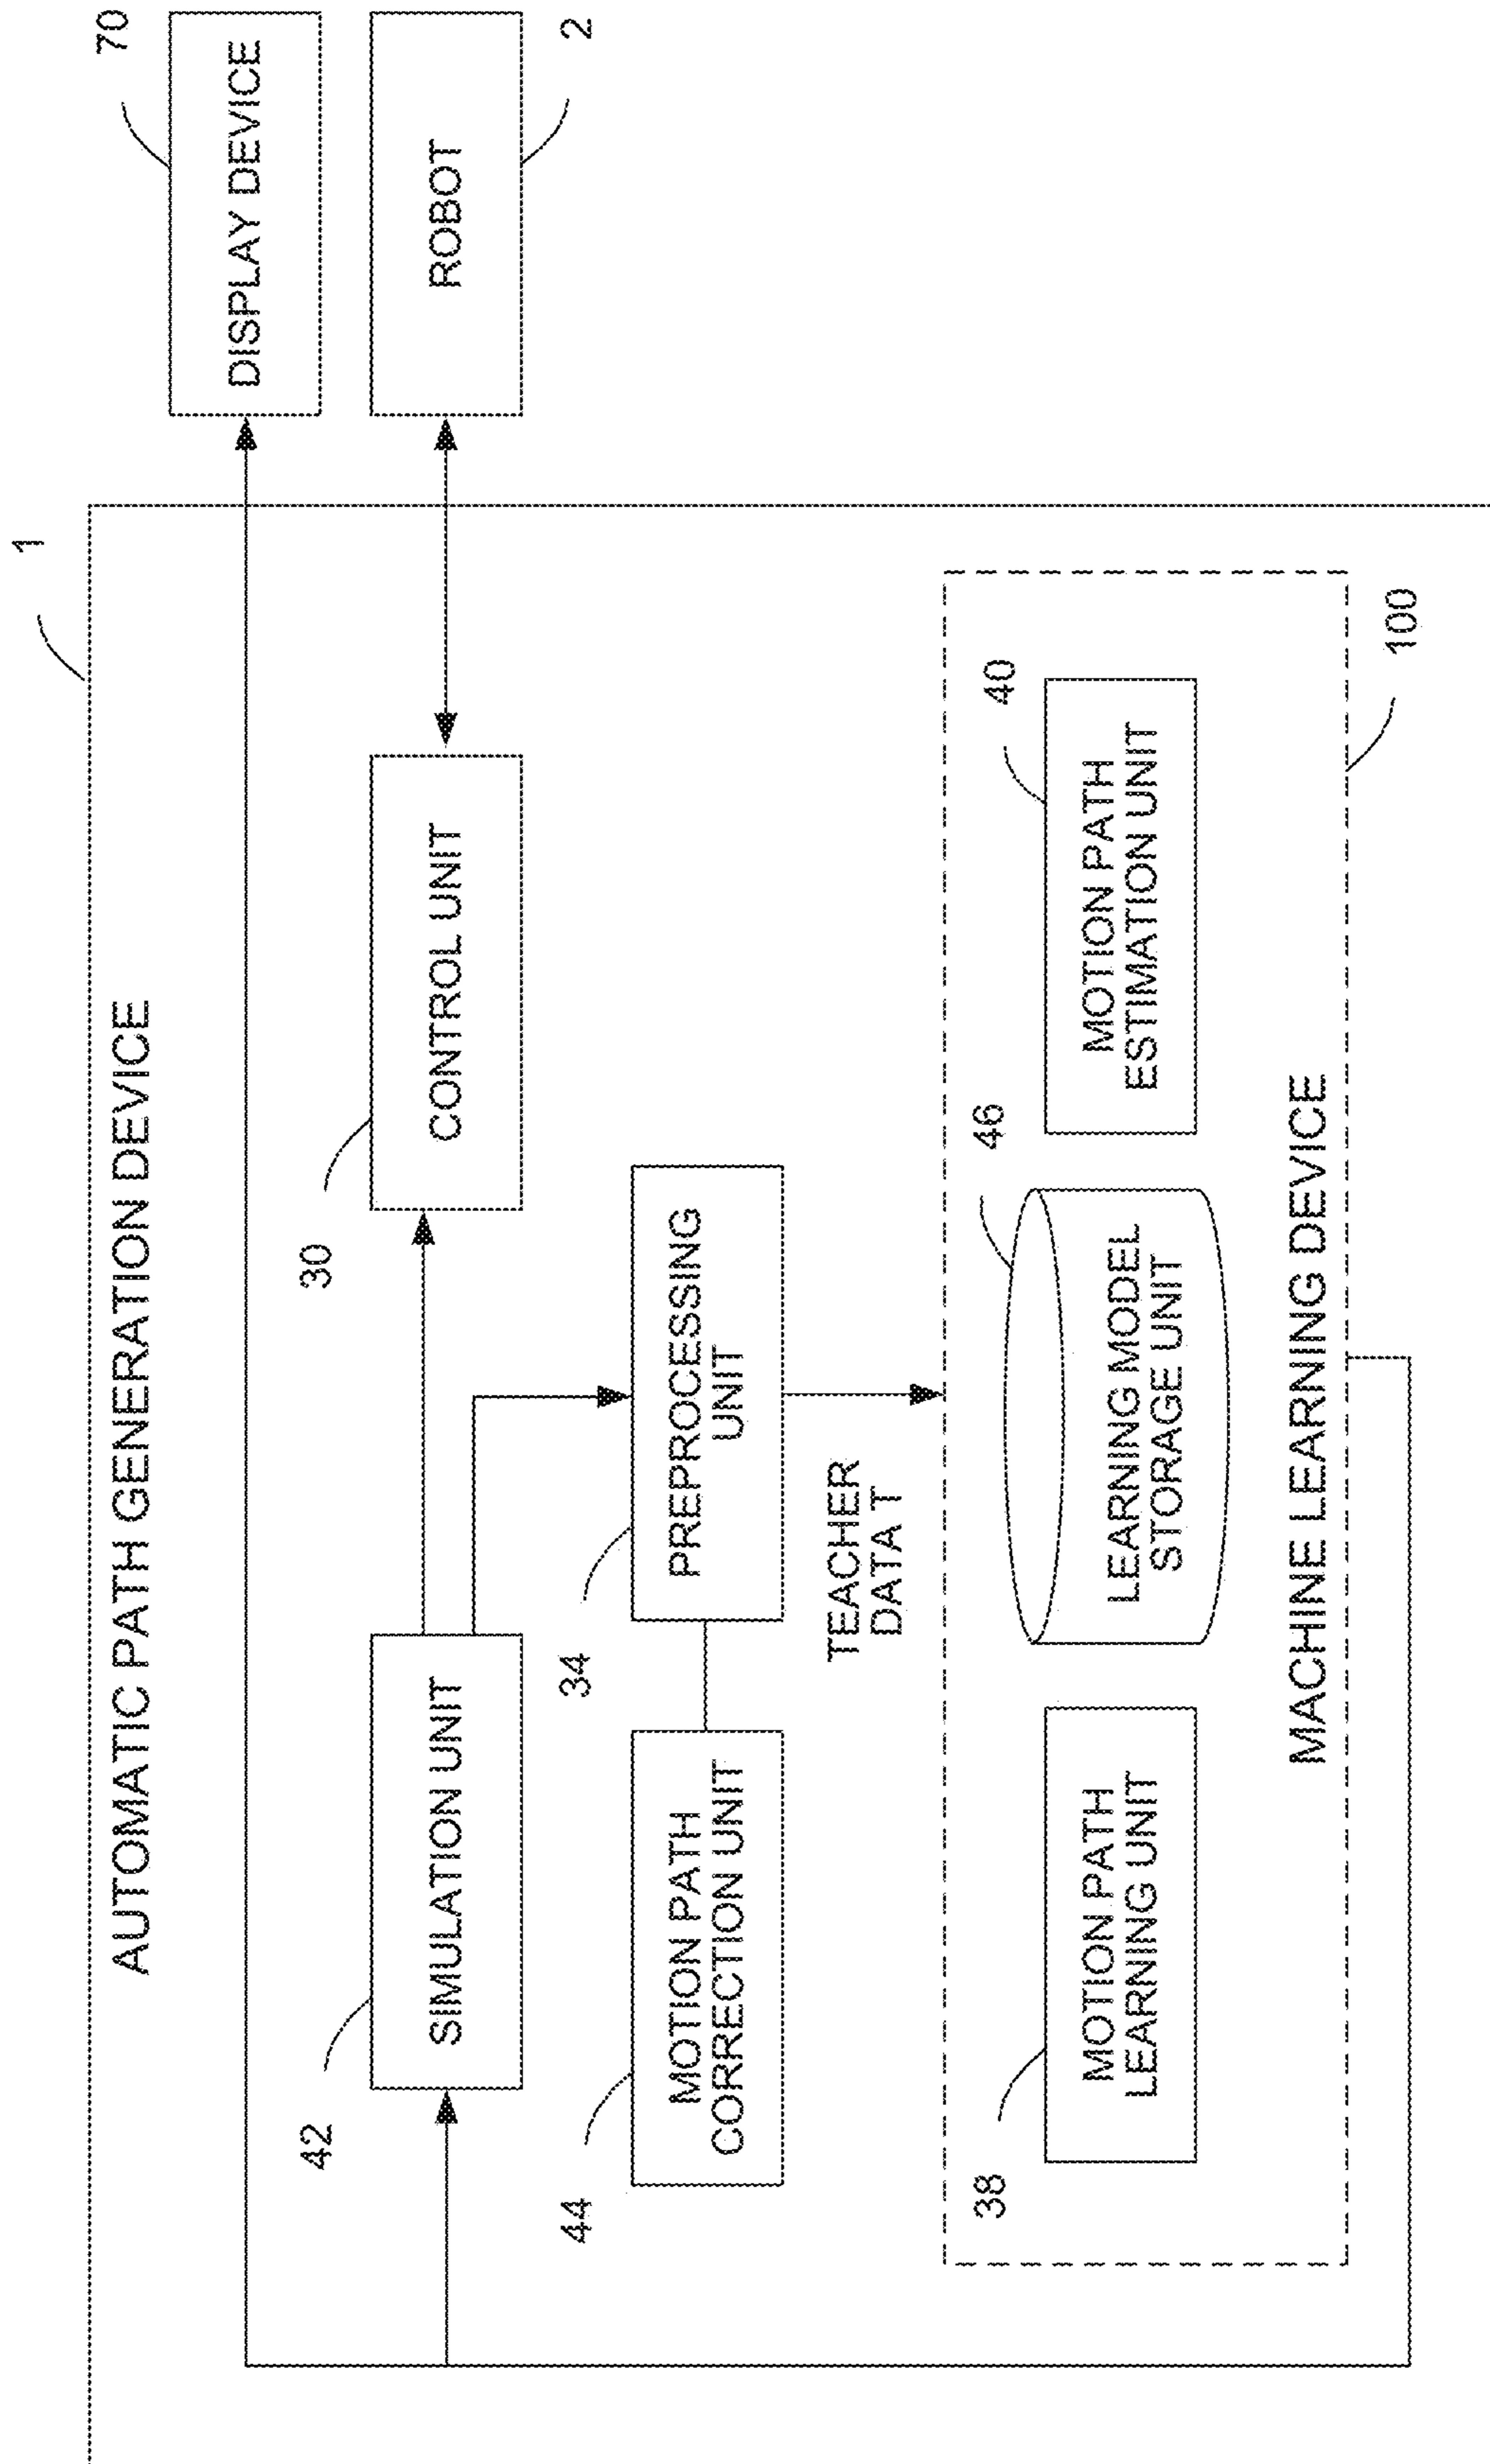 1
AUTOMATIC PATH GENERATION DEVICE
70
DISPLAY DEVICE
42
SIMULATION UNIT
30
CONTROL UNIT
ROBOT
2
44
MOTION PATH
CORRECTION UNIT
34
PREPROCESSING
UNIT
TEACHER
DATA T
38
MOTION PATH
LEARNING UNIT
46
LEARNING MODEL
STORAGE UNIT
40
MOTION PATH
ESTIMATION UNIT
MACHINE LEARNING DEVICE
100